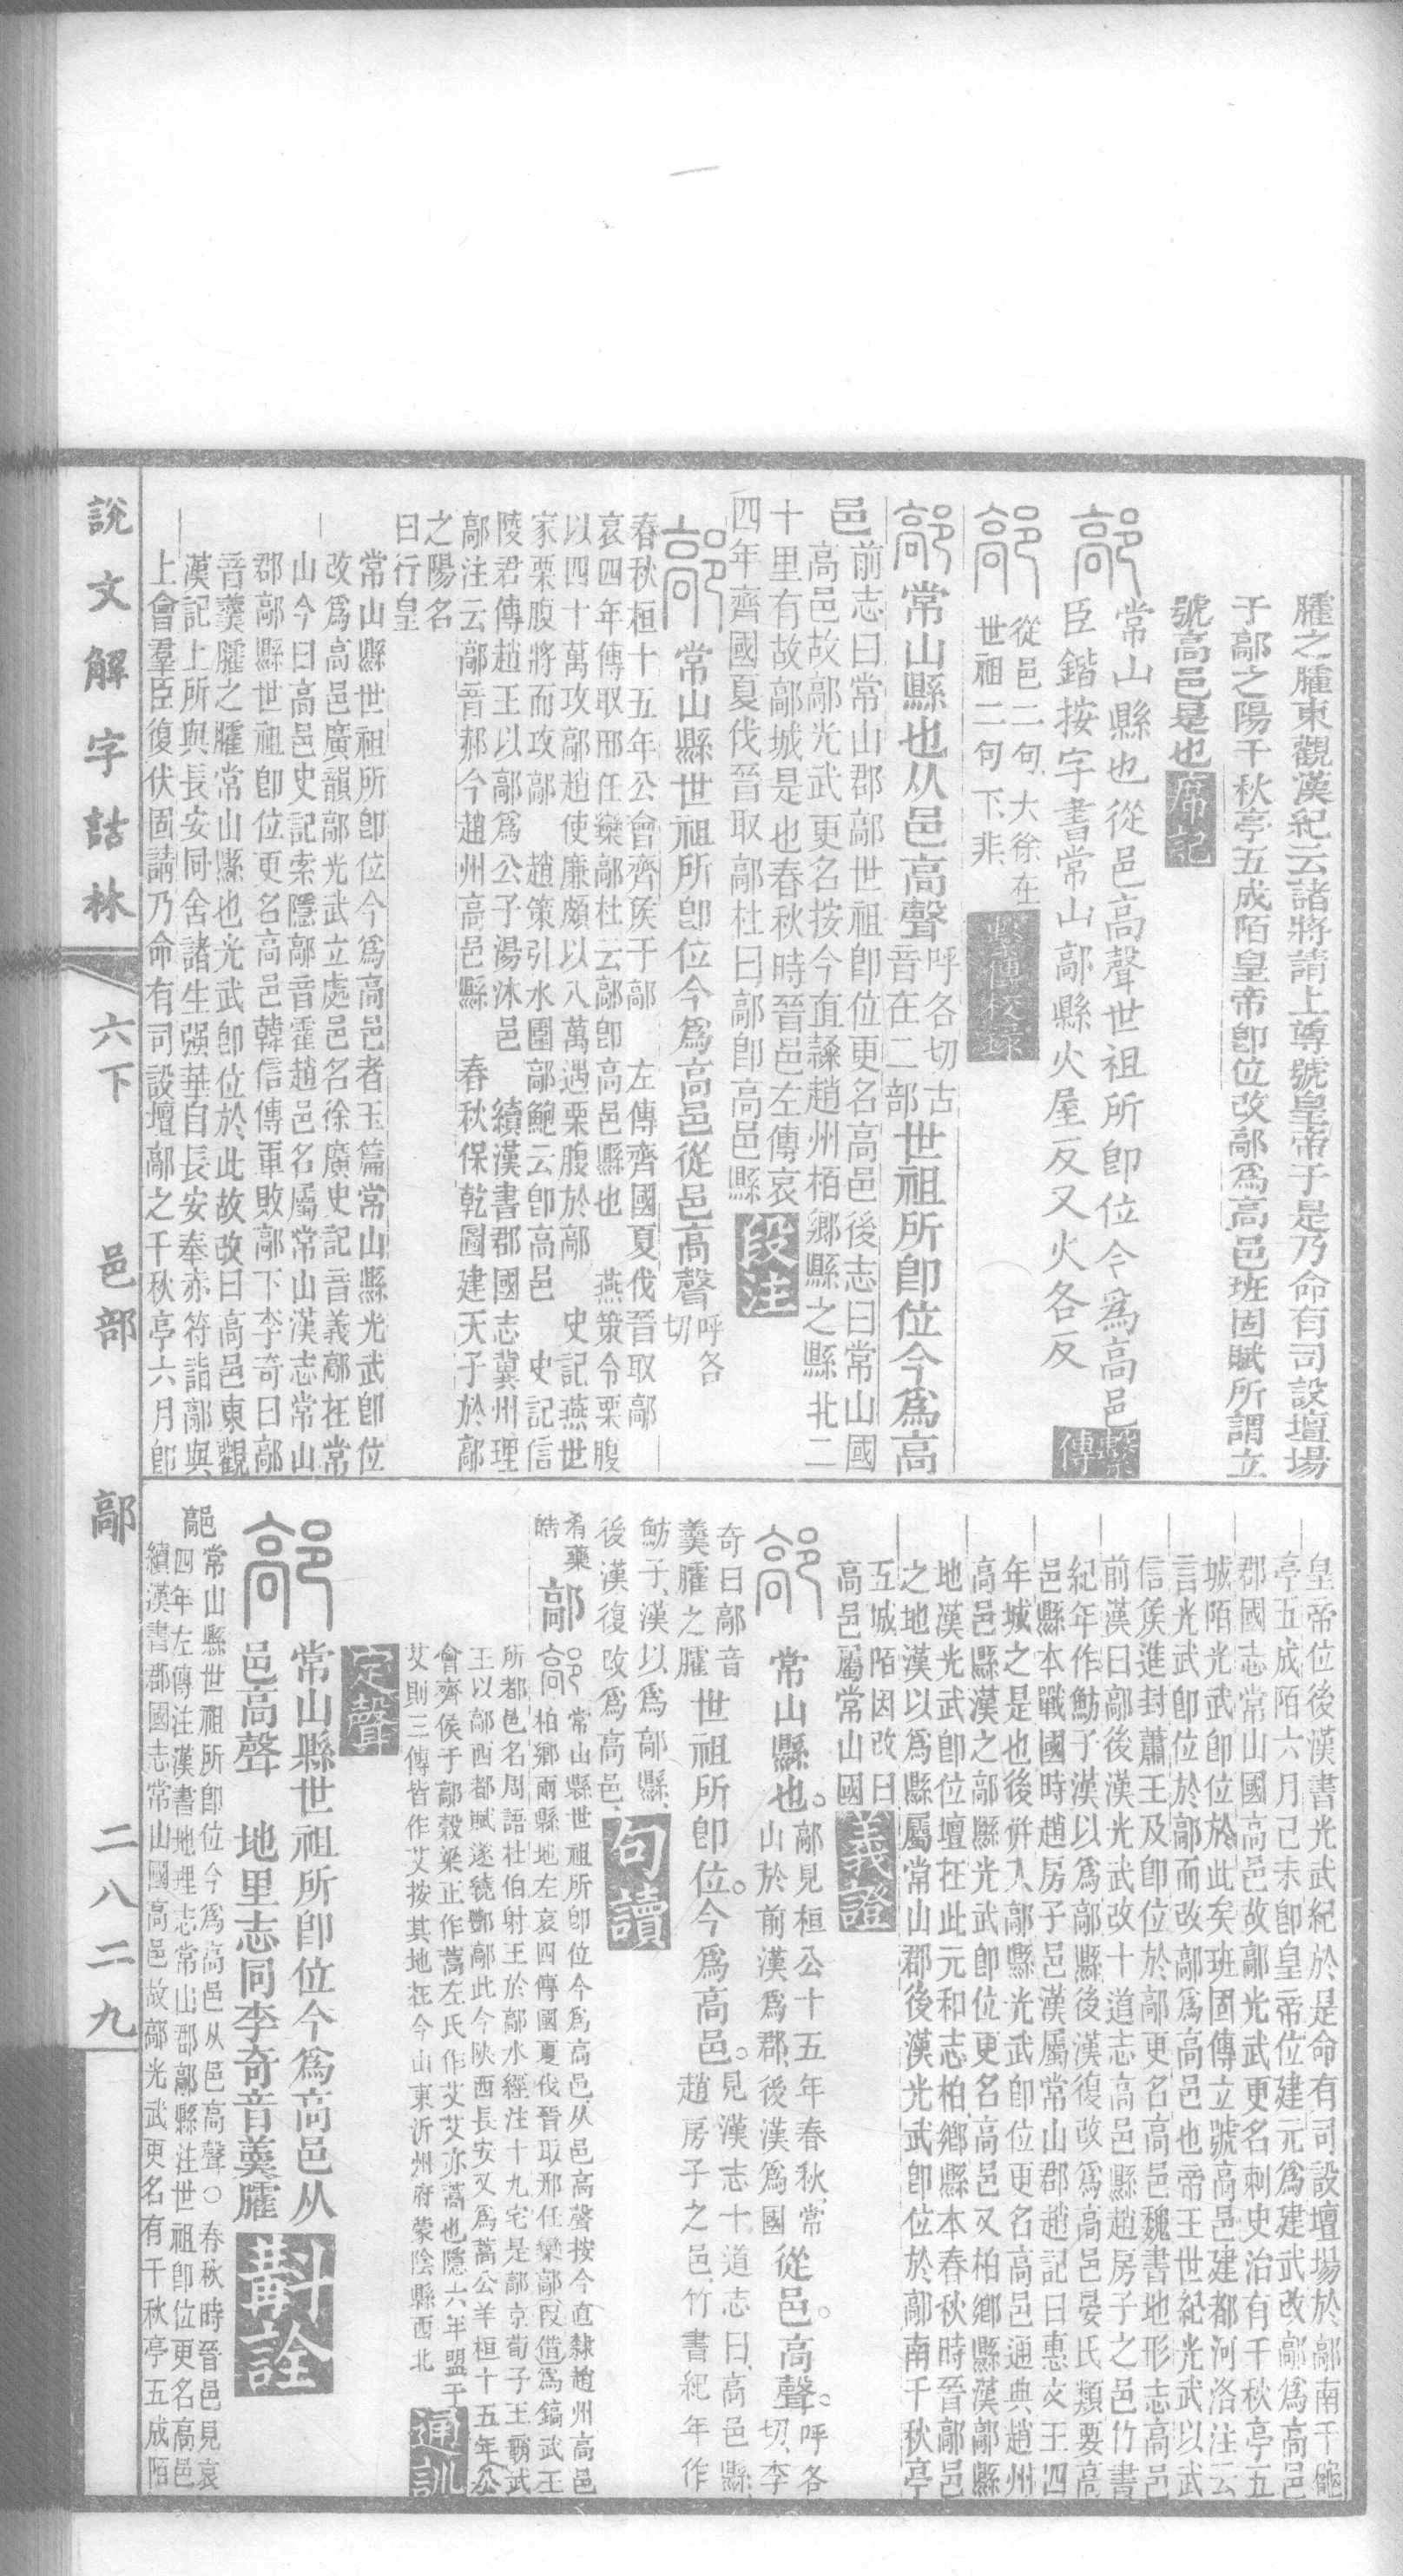 臛之臛東觀漢紀云諸將請上尊號皇帝于是乃命有司設壇場
于鄗之陽千秋亭五成陌皇帝卽位改鄗爲高邑班固賦所謂立
號高邑是也 席記
鄗 常山縣也從邑高聲世祖所卽位今爲高邑
臣鍇按字書常山鄗縣火屋反又火各反 繫傳
鄗 從邑二句大徐在
世祖二句下非 繫傳校錄
鄗 常山縣也从邑高聲 呼各切古
音在二部 世祖所卽位今爲高
邑 前志曰常山郡鄗世祖卽位更名高邑後志曰常山國
高邑故鄗光武更名按今直隸趙州栢鄉縣之縣北二
十里有故鄗城是也春秋時晉邑左傳哀
四年齊國夏伐晉取鄗杜曰鄗卽高邑縣 段注
鄗 常山縣世祖所卽位今爲高邑從邑高聲 呼各
切
春秋桓十五年公會齊侯于鄗 左傳齊國夏伐晉取鄗
哀四年傳取邢任欒鄗杜云鄗卽高邑縣也 燕策令栗腹
以四十萬攻鄗趙使廉頗以八萬遇栗腹於鄗 史記燕世
家栗腹將而攻鄗 趙策引水圍鄗鮑云卽高邑 史記信
陵君傳趙王以鄗爲公子湯沐邑 續漢書郡國志冀州理
鄗注云鄗音郝今趙州高邑縣 春秋保乾圖建天子於鄗
之陽名
曰行皇
常山縣世祖所卽位今爲高邑者玉篇常山縣光武卽位
改爲高邑廣韻鄗光武立處邑名徐廣史記音義鄗在常
山今曰高邑史記索隱鄗音霍趙邑名屬常山漢志常山
郡鄗縣世祖卽位更名高邑韓信傳軍敗鄗下李奇曰鄗
音羹臛之臛常山縣也光武卽位於此故改曰高邑東觀
漢記上所與長安同舍諸生强華自長安奉赤符詣鄗與
上會羣臣復伏固請乃命有司設壇鄗之千秋亭六月卽
皇帝位後漢書光武紀於是命有司設壇場於鄗南千秋
亭五成陌六月己未卽皇帝位建元爲建武改鄗爲高邑
郡國志常山國高邑故鄗光武更名刺史治有千秋亭五
城陌光武卽位於此矣班固傳立號高邑建都河洛注云
言光武卽位於鄗而改鄗爲高邑也帝王世紀光武以武
信侯進封蕭王及卽位於鄗更名高邑魏書地形志高邑
前漢曰鄗後漢光武改十道志高邑縣趙房子之邑竹書
紀年作魴子漢以爲鄗縣後漢復改爲高邑晏氏類要高
邑縣本戰國時趙房子邑漢屬常山郡趙記曰惠文王四
年城之是也後併入鄗縣光武卽位更名高邑通典趙州
高邑縣漢之鄗縣光武卽位更名高邑又柏鄉縣漢鄗縣
地漢光武卽位壇在此元和志柏鄉縣本春秋時晉鄗邑
之地漢以爲縣屬常山郡後漢光武卽位於鄗南千秋亭
五城陌因改曰
高邑屬常山國 義證
鄗 常山縣也。 鄗見桓公十五年春秋、常
山於前漢爲郡、後漢爲國 從邑。高聲。 呼各
切、李
奇曰鄗音
羹臛之臛 世祖所卽位。今爲高邑。 見漢志十道志曰、高邑縣、
趙房子之邑、竹書紀年作
魴子、漢以爲鄗縣、
後漢復改爲高邑、 句讀
肴藥
皓 鄗 鄗 常山縣世祖所卽位今爲高邑从邑高聲按今直隸趙州高邑
柏鄉兩縣地左哀四傳國夏伐晉取邢任欒鄗叚借爲鎬武王
所都邑名周語杜伯射王於鄗水經注十九宅是鄗京荀子王霸武
王以鄗西都賦遂繞酆鄗此今陝西長安又爲蒿公羊桓十五年公
會齊侯于鄗榖梁正作蒿左氏作艾艾亦蒿也隱六年盟于
艾則三傳皆作艾按其地在今山東沂州府蒙陰縣西北 通訓
定聲
鄗 常山縣世祖所卽位今爲高邑从
邑高聲 地里志同李奇音羹臛 斠詮
鄗 常山縣世祖所卽位今爲高邑从邑高聲○春秋時晉邑見哀
四年左傳注漢書地理志常山郡鄗縣注世祖卽位更名高邑
續漢書郡國志常山國高邑故鄗光武更名有千秋亭五成陌
說文解字詁林 六下 邑部 鄗 二八二九